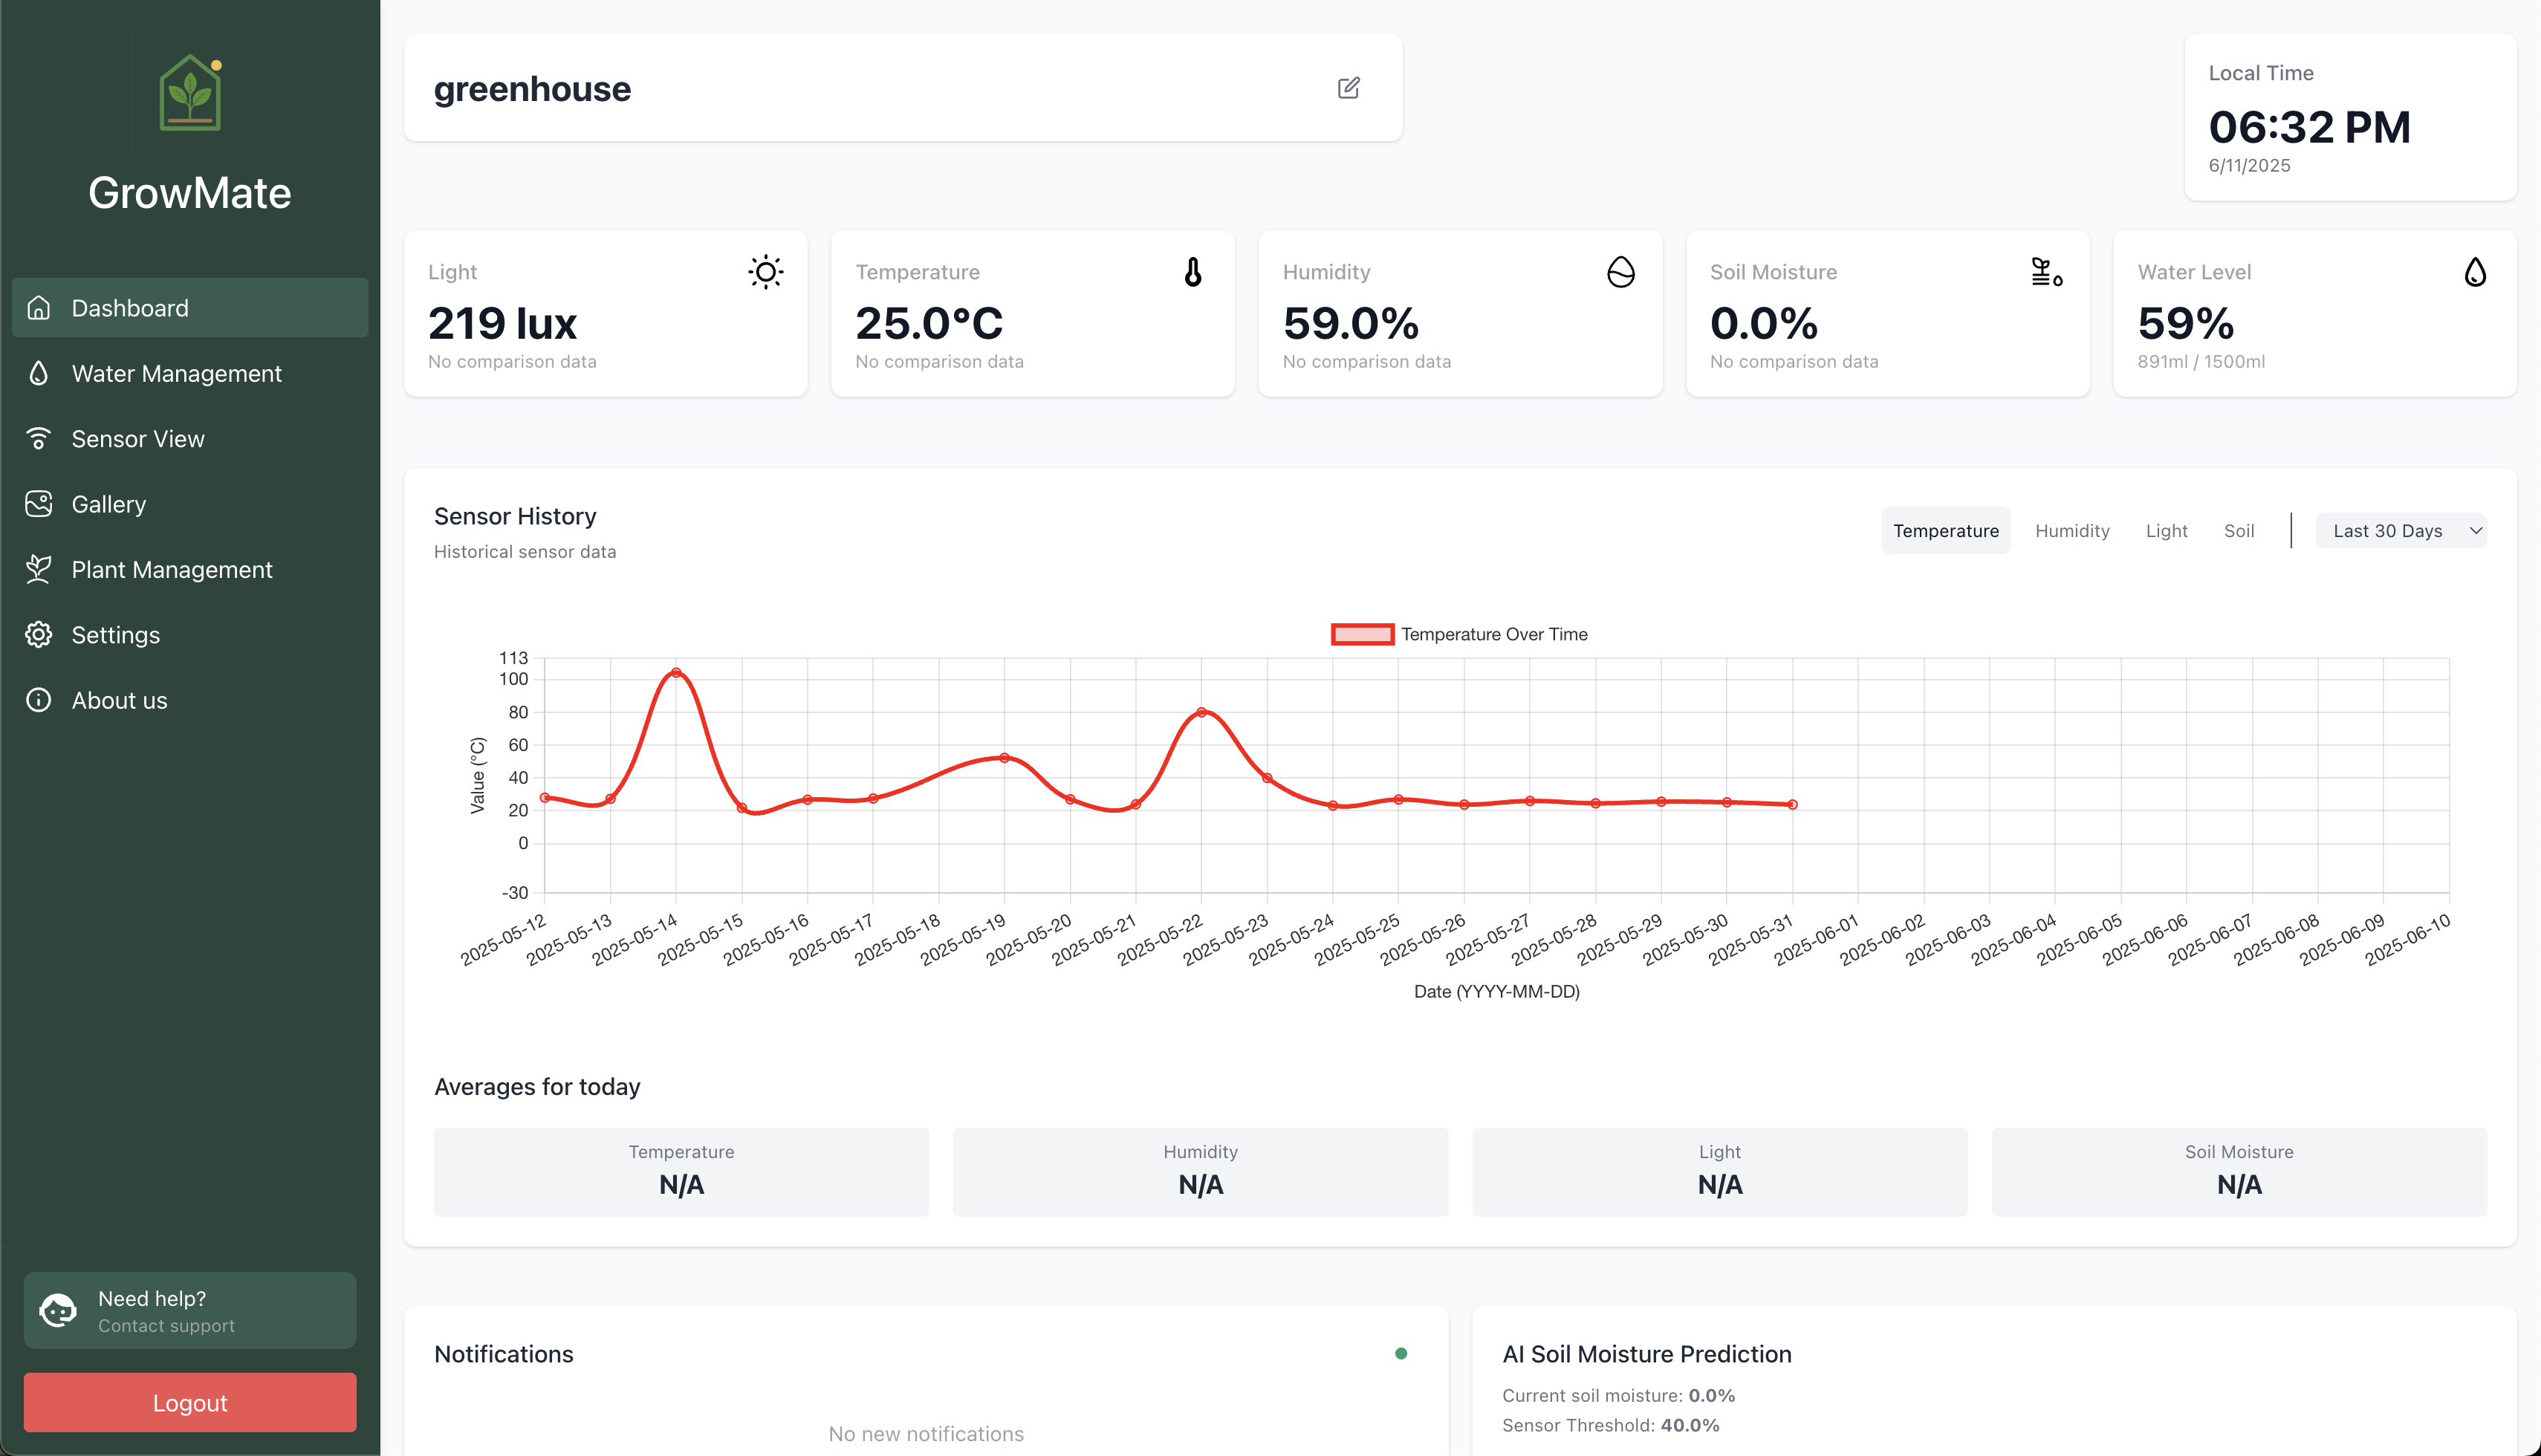 GrowMate
Dashboard
Water Management
Sensor View
Gallery
Plant Management
Settings
About us
Need help?
Contact support
Logout
greenhouse
Local Time
06:32 PM
6/11/2025
Light
219 lux
No comparison data
Temperature
25.0°C
No comparison data
Humidity
59.0%
No comparison data
Soil Moisture
0.0%
No comparison data
Water Level
59%
891ml / 1500ml
Sensor History
Historical sensor data
Temperature Humidity Light Soil Last 30 Days
Temperature Over Time
Value (°C)
113
100
80
60
40
20
0
-30
2025-05-12
2025-05-13
2025-05-14
2025-05-15
2025-05-16
2025-05-17
2025-05-18
2025-05-19
2025-05-20
2025-05-21
2025-05-22
2025-05-23
2025-05-24
2025-05-25
2025-05-26
2025-05-27
2025-05-28
2025-05-29
2025-05-30
2025-05-31
2025-06-01
2025-06-02
2025-06-03
2025-06-04
2025-06-05
2025-06-06
2025-06-07
2025-06-08
2025-06-09
2025-06-10
Date (YYYY-MM-DD)
Averages for today
Temperature
N/A
Humidity
N/A
Light
N/A
Soil Moisture
N/A
Notifications
No new notifications
AI Soil Moisture Prediction
Current soil moisture: 0.0%
Sensor Threshold: 40.0%